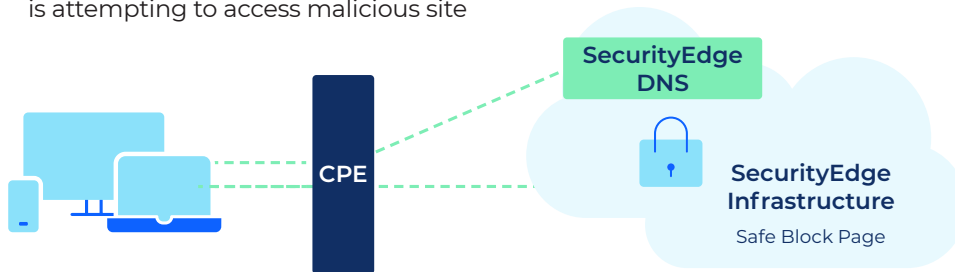 is attempting to access malicious site
SecurityEdge
DNS
CPE
SecurityEdge
Infrastructure
Safe Block Page